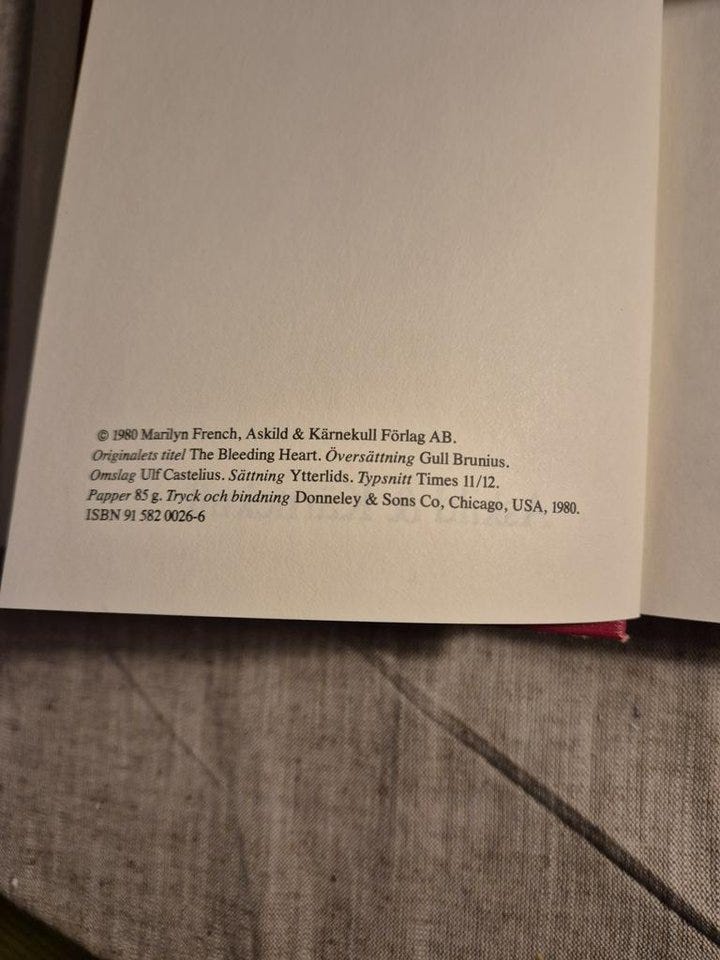 © 1980 Marilyn French, Askild & Kärnekull Förlag AB.
Originalets titel The Bleeding Heart. Översättning Gull Brunius.
Omslag Ulf Castelius. Sättning Ytterlids. Typsnitt Times 11/12.
Papper 85 g. Tryck och bindning Donneley & Sons Co, Chicago, USA, 1980.
ISBN 91 582 0026-6